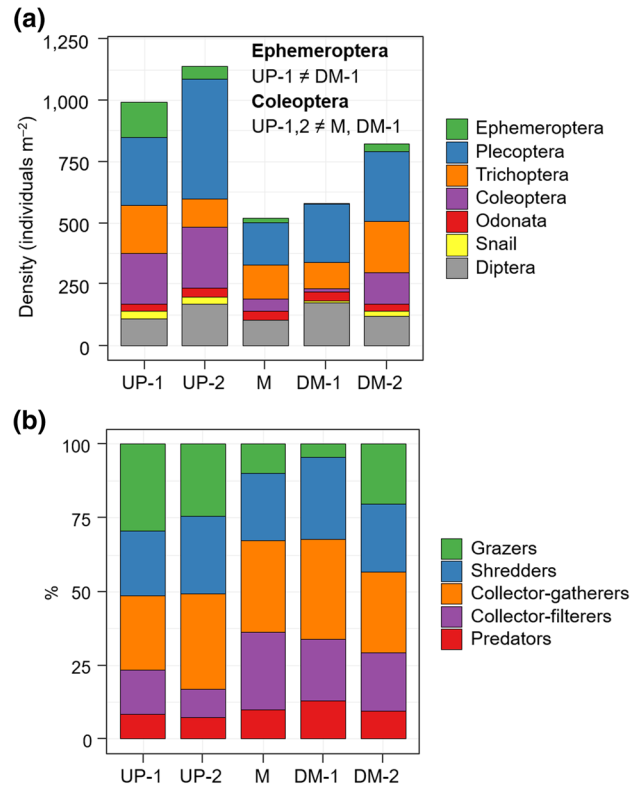 (a)
1,250
1,000
750
500
250
0
Density (individuals m⁻²)
Ephemeroptera
UP-1 ≠ DM-1
Coleoptera
UP-1,2 ≠ M, DM-1
UP-1 UP-2 M DM-1 DM-2
Ephemeroptera
Plecoptera
Trichoptera
Coleoptera
Odonata
Snail
Diptera
(b)
100
75
50
25
0
%
UP-1 UP-2 M DM-1 DM-2
Grazers
Shredders
Collector-gatherers
Collector-filterers
Predators